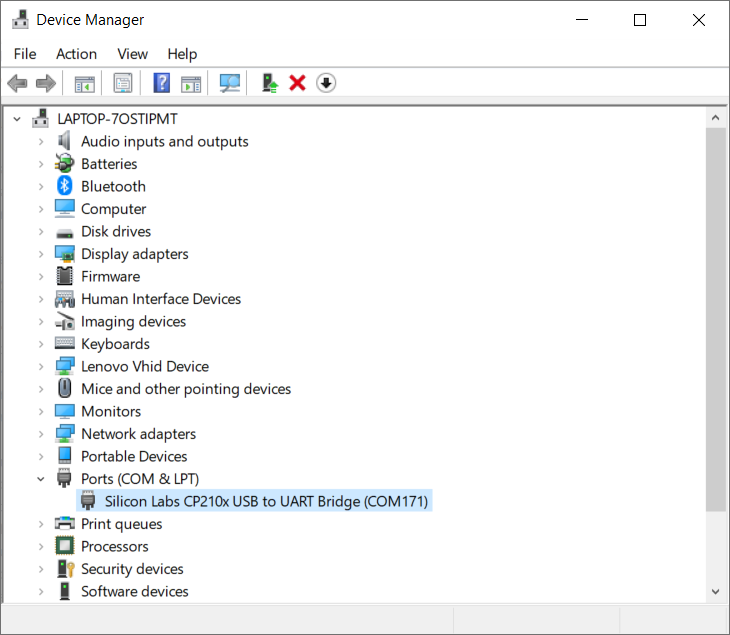 Device Manager
File Action View Help
LAPTOP-7OSTIPMT
Audio inputs and outputs
Batteries
Bluetooth
Computer
Disk drives
Display adapters
Firmware
Human Interface Devices
Imaging devices
Keyboards
Lenovo Vhid Device
Mice and other pointing devices
Monitors
Network adapters
Portable Devices
Ports (COM & LPT)
Silicon Labs CP210x USB to UART Bridge (COM171)
Print queues
Processors
Security devices
Software devices